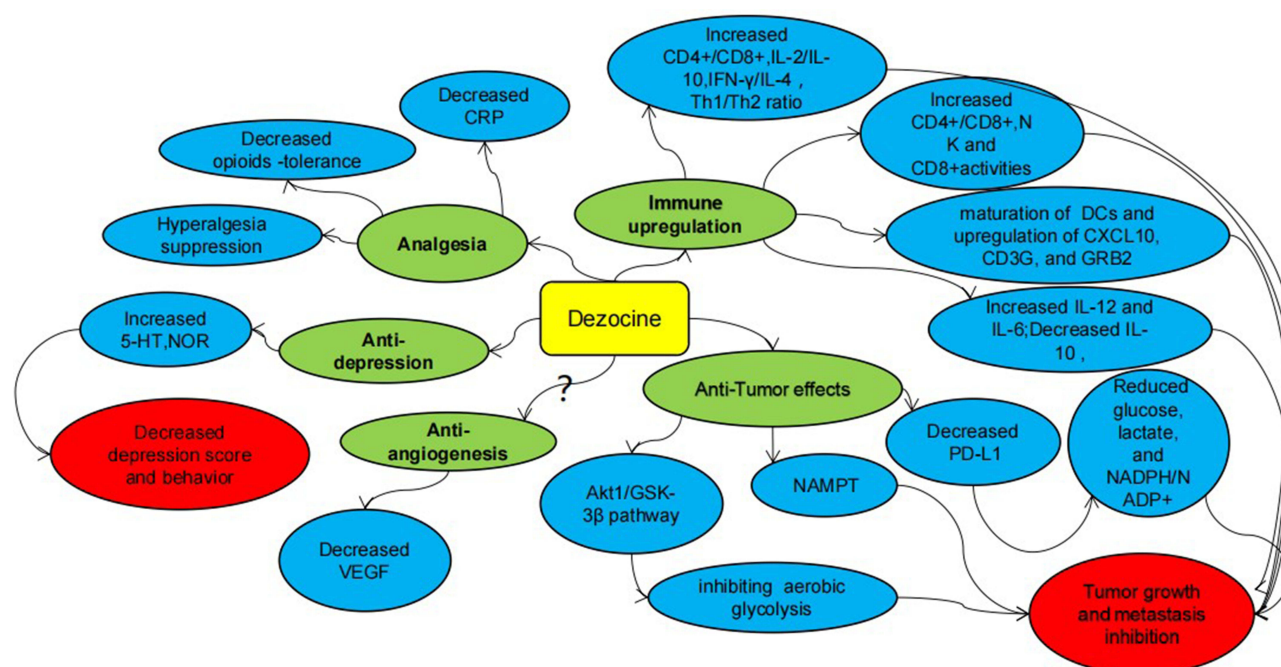 Increased
CD4+/CD8+,IL-2/IL-
10,IFN-γ/IL-4 ,
Th1/Th2 ratio
Decreased
CRP
Increased
CD4+/CD8+,N
K and
CD8+activities
Decreased
opioids -tolerance
Immune
upregulation
maturation of DCs and
upregulation of CXCL10,
CD3G, and GRB2
Hyperalgesia
suppression
Analgesia
Increased IL-12 and
IL-6;Decreased IL-
10 ,
Increased
5-HT,NOR
Anti-
depression
Dezocine
?
Anti-Tumor effects
Reduced
glucose,
lactate,
and
NADPH/N
ADP+
Decreased
depression score
and behavior
Anti-
angiogenesis
Decreased
PD-L1
Akt1/GSK-
3β pathway
NAMPT
Decreased
VEGF
inhibiting aerobic
glycolysis
Tumor growth
and metastasis
inhibition